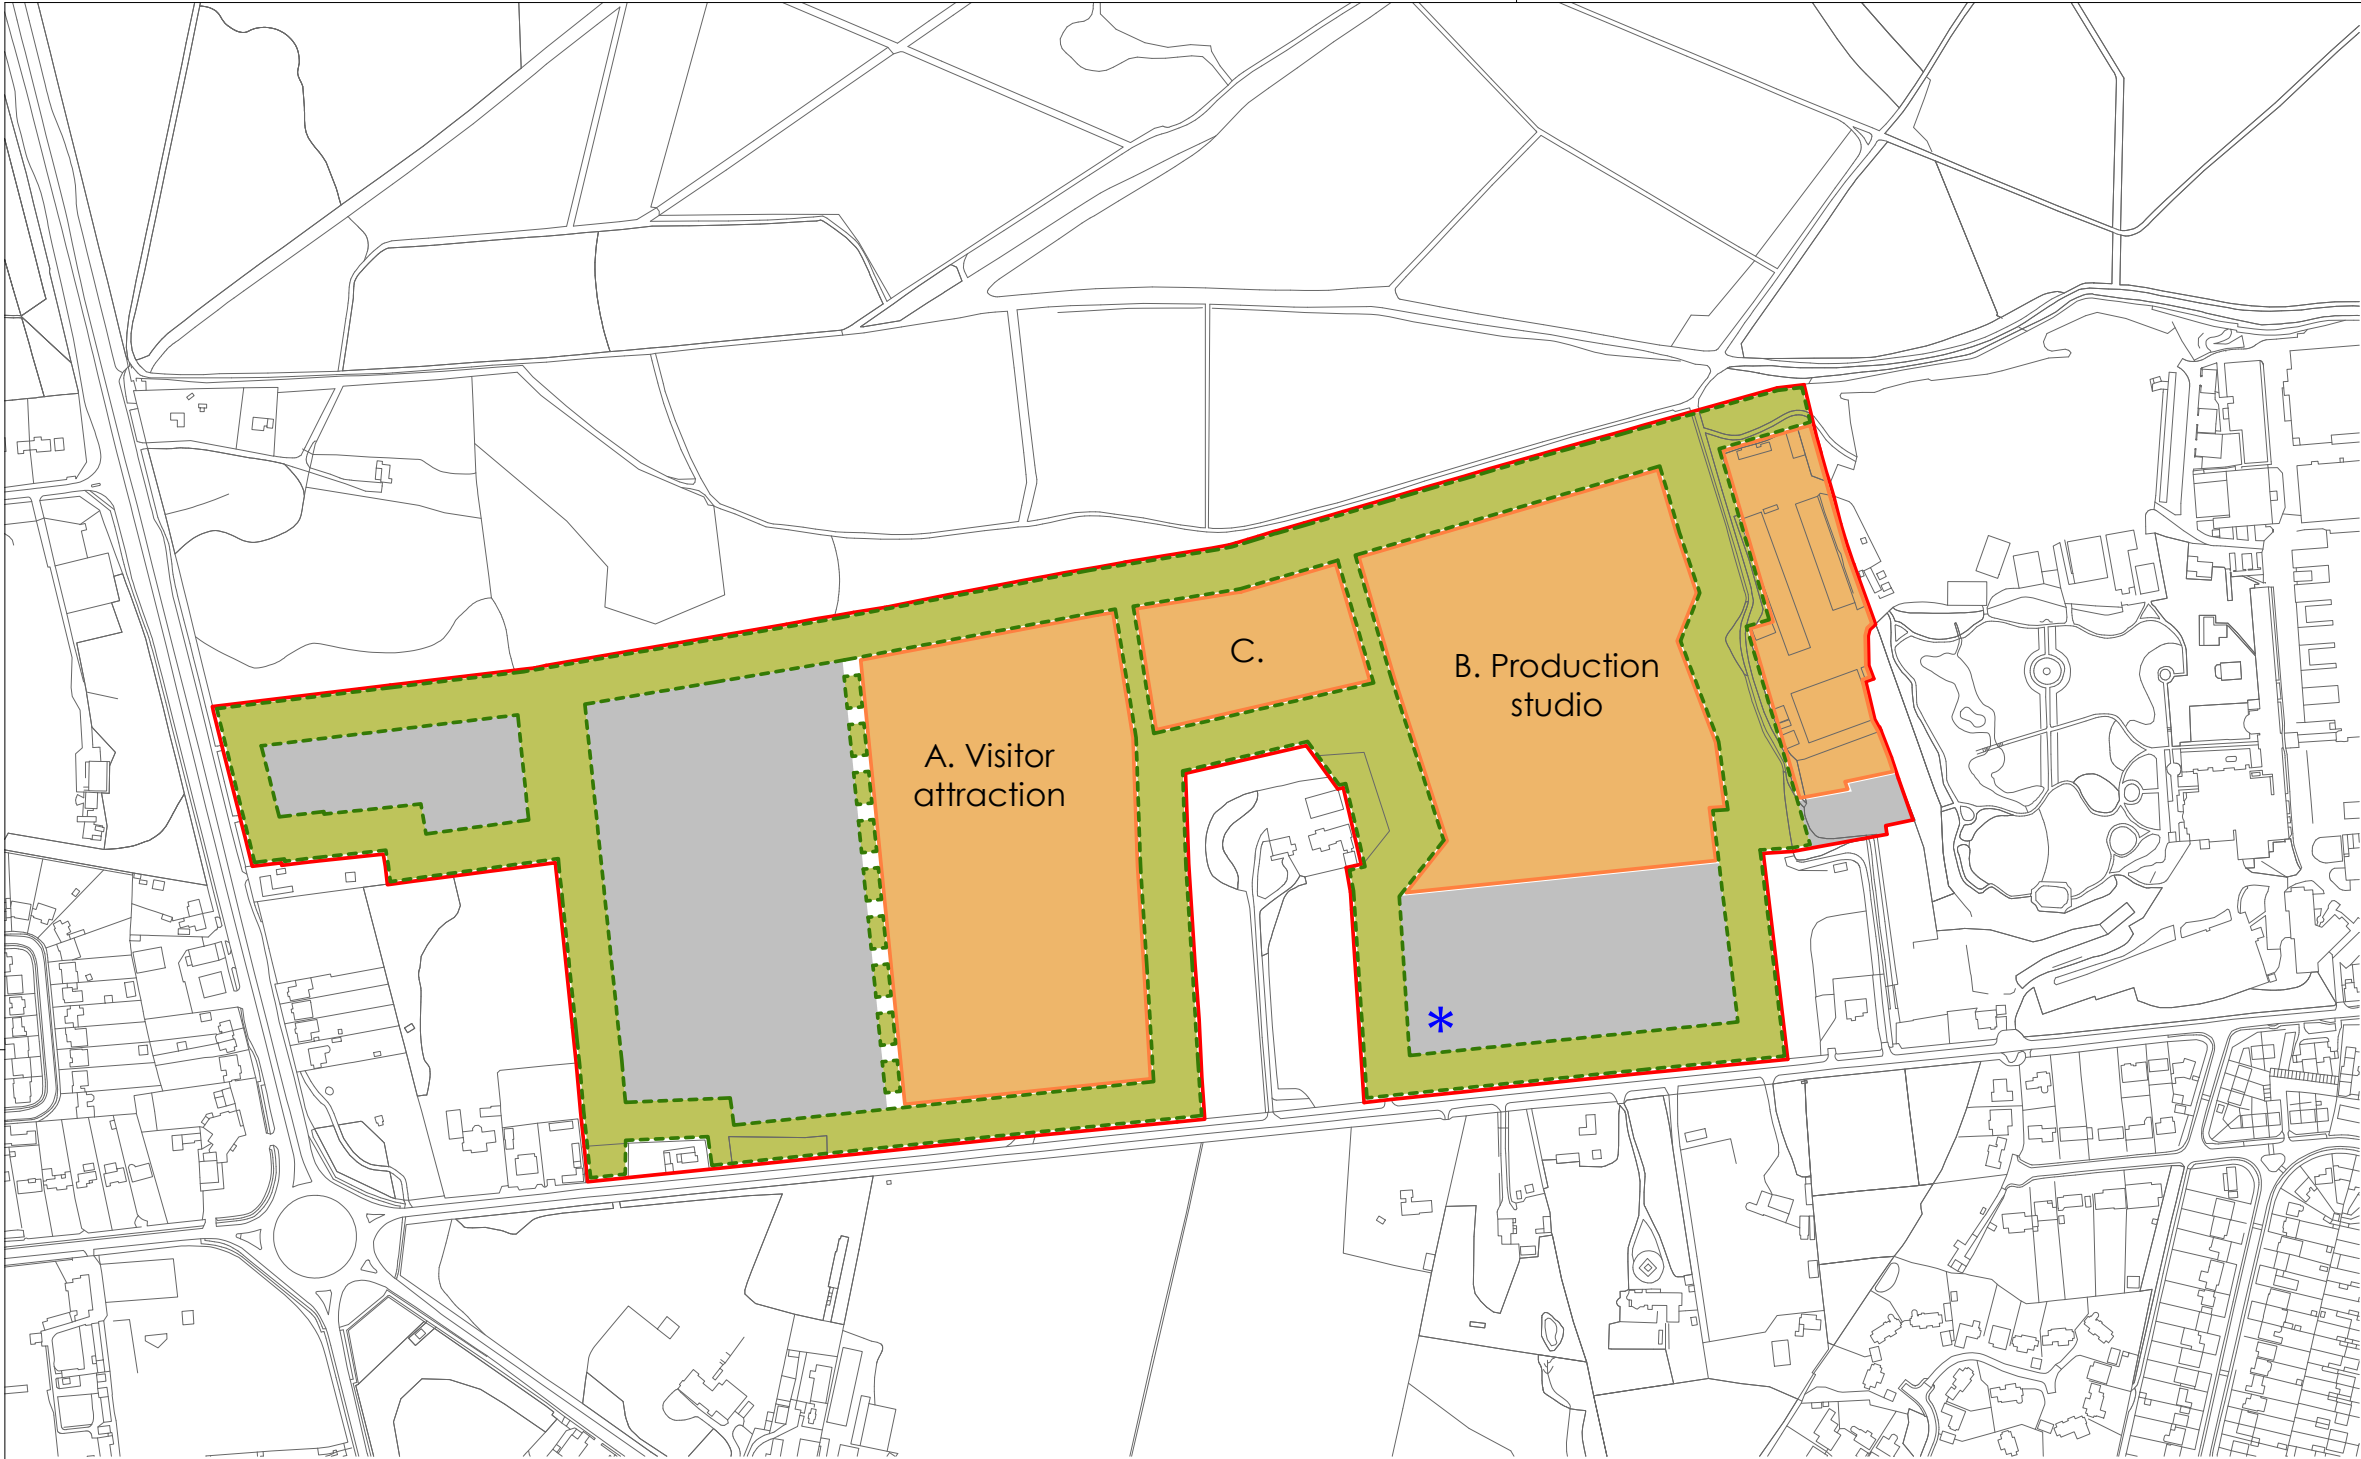 C.
B. Production
studio
A. Visitor
attraction
*